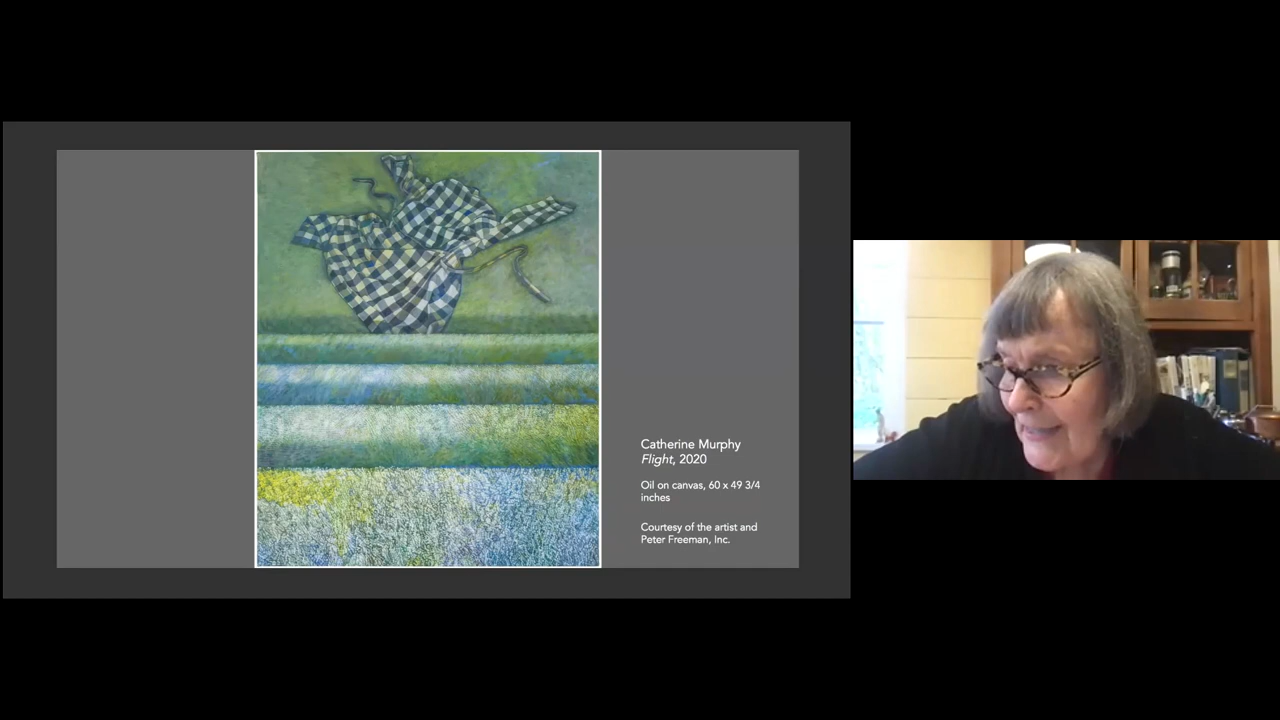 Catherine Murphy
Flight, 2020
Oil on canvas, 60 x 49 3/4
inches
Courtesy of the artist and
Peter Freeman, Inc.